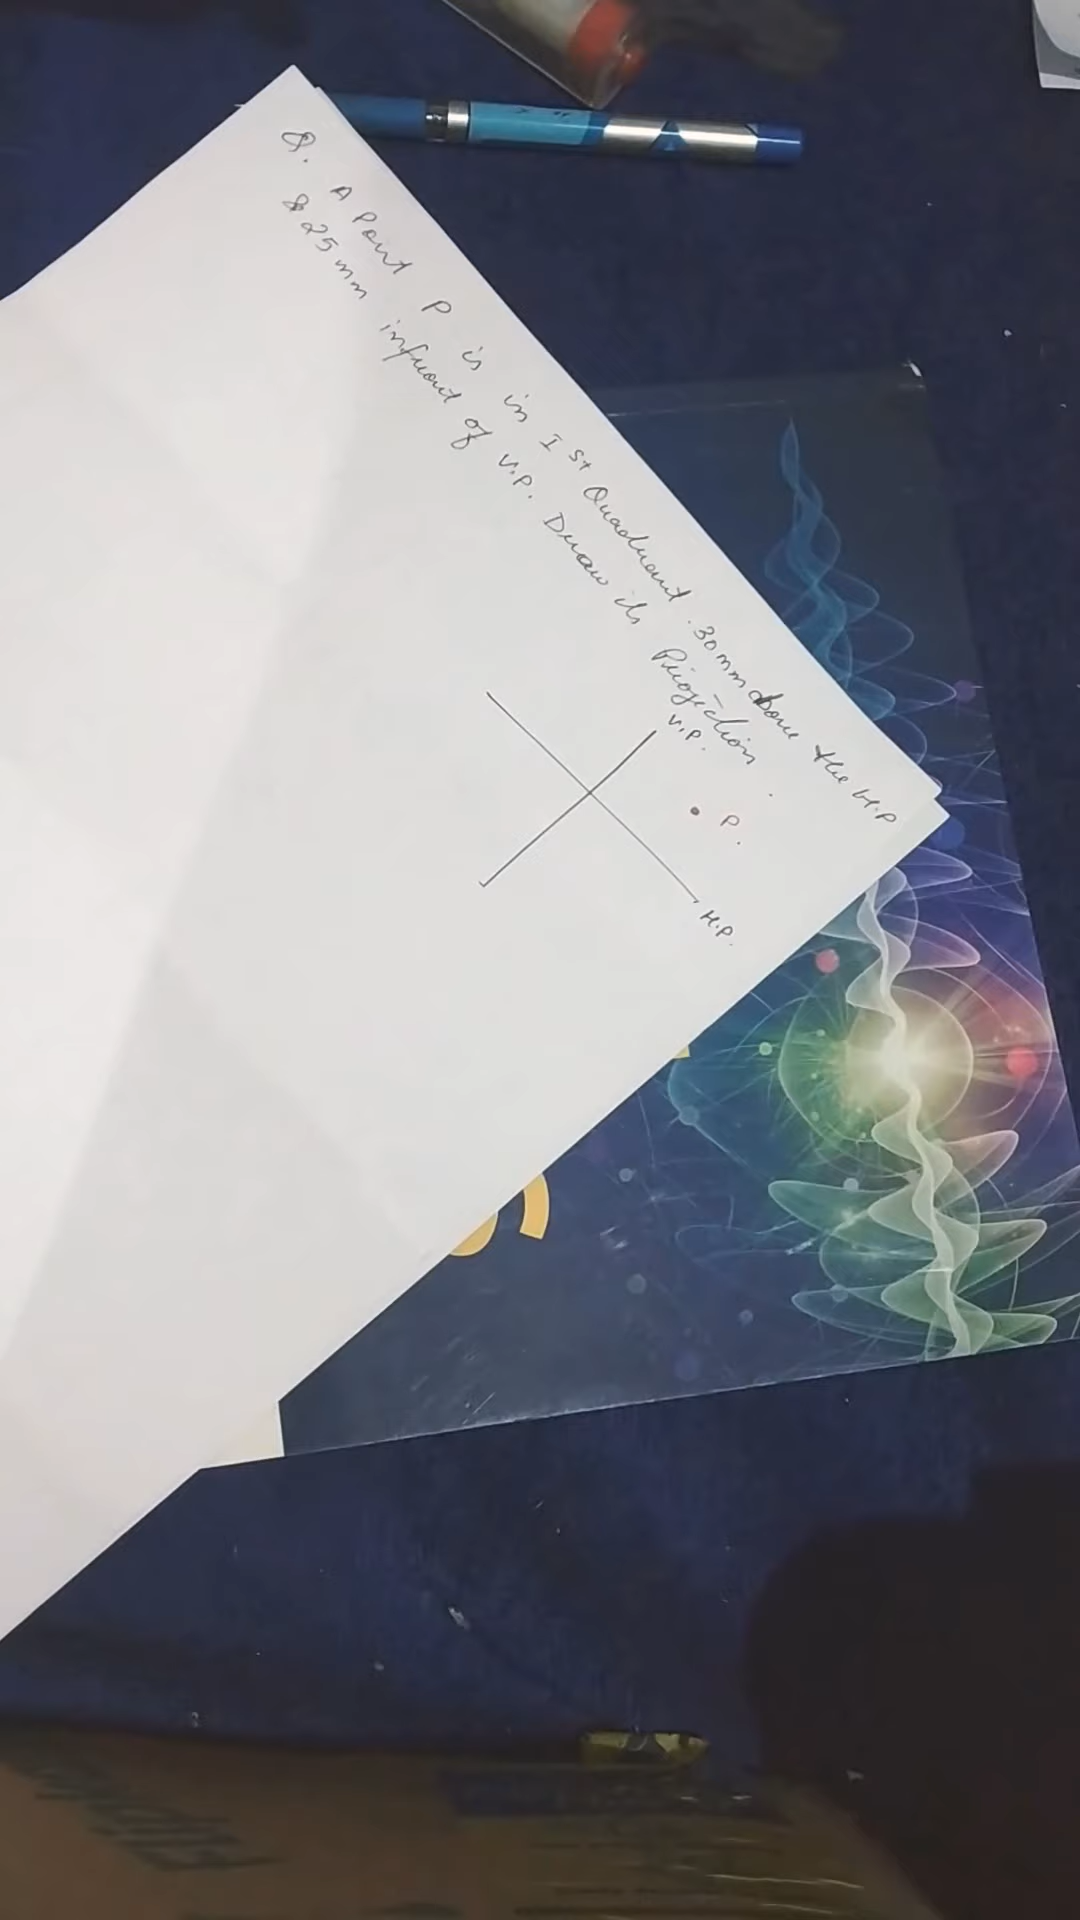 Q. A Point P is in Ist Quadrant. 30mm above the H.P
& 25mm infront of V.P. Draw its Projection.
V.P.
P.
H.P.